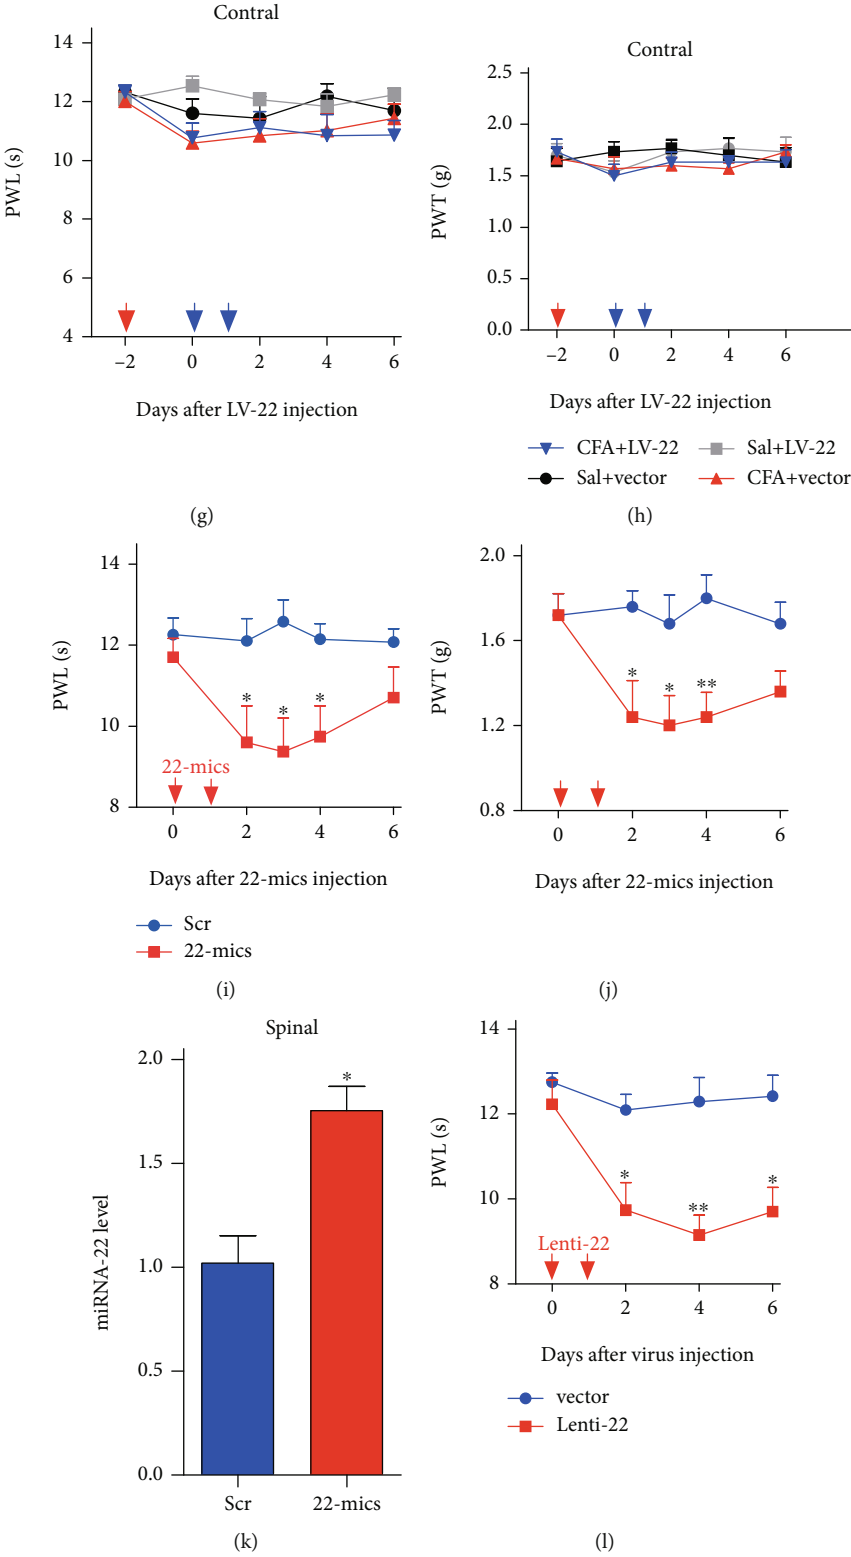 Contral
14
12
10
8
6
4
PWL (s)
−2
0
2
4
6
Days after LV-22 injection
(g)
Contral
2.5
2.0
1.5
1.0
0.5
0.0
PWT (g)
−2
0
2
4
6
Days after LV-22 injection
CFA+LV-22
Sal+LV-22
Sal+vector
CFA+vector
(h)
14
12
10
8
PWL (s)
* * *
22-mics
0
2
4
6
Days after 22-mics injection
Scr
22-mics
(i)
2.0
1.6
1.2
0.8
PWT (g)
* * **
0
2
4
6
Days after 22-mics injection
(j)
Spinal
2.0
1.5
1.0
0.5
0.0
miRNA-22 level
*
Scr
22-mics
(k)
14
12
10
8
PWL (s)
* ** *
Lenti-22
0
2
4
6
Days after virus injection
vector
Lenti-22
(l)